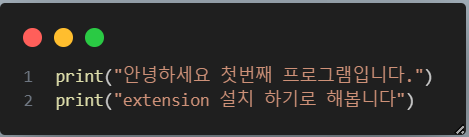 1 print("안녕하세요 첫번째 프로그램입니다.")
2 print("extension 설치 하기로 해봅니다")